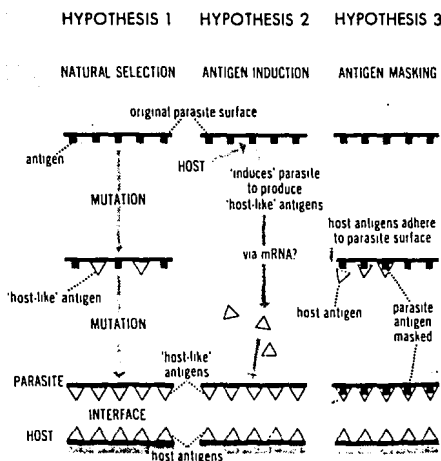 HYPOTHESIS 1 HYPOTHESIS 2 HYPOTHESIS 3
NATURAL SELECTION ANTIGEN INDUCTION ANTIGEN MASKING
original parasite surface
antigen
HOST
'induces' parasite
to produce
'host-like' antigens
MUTATION
host antigens adhere
to parasite surface
via mRNA?
'host-like' antigen
host antigen
parasite
antigen
masked
MUTATION
'host-like'
antigens
PARASITE
INTERFACE
HOST
host antigens